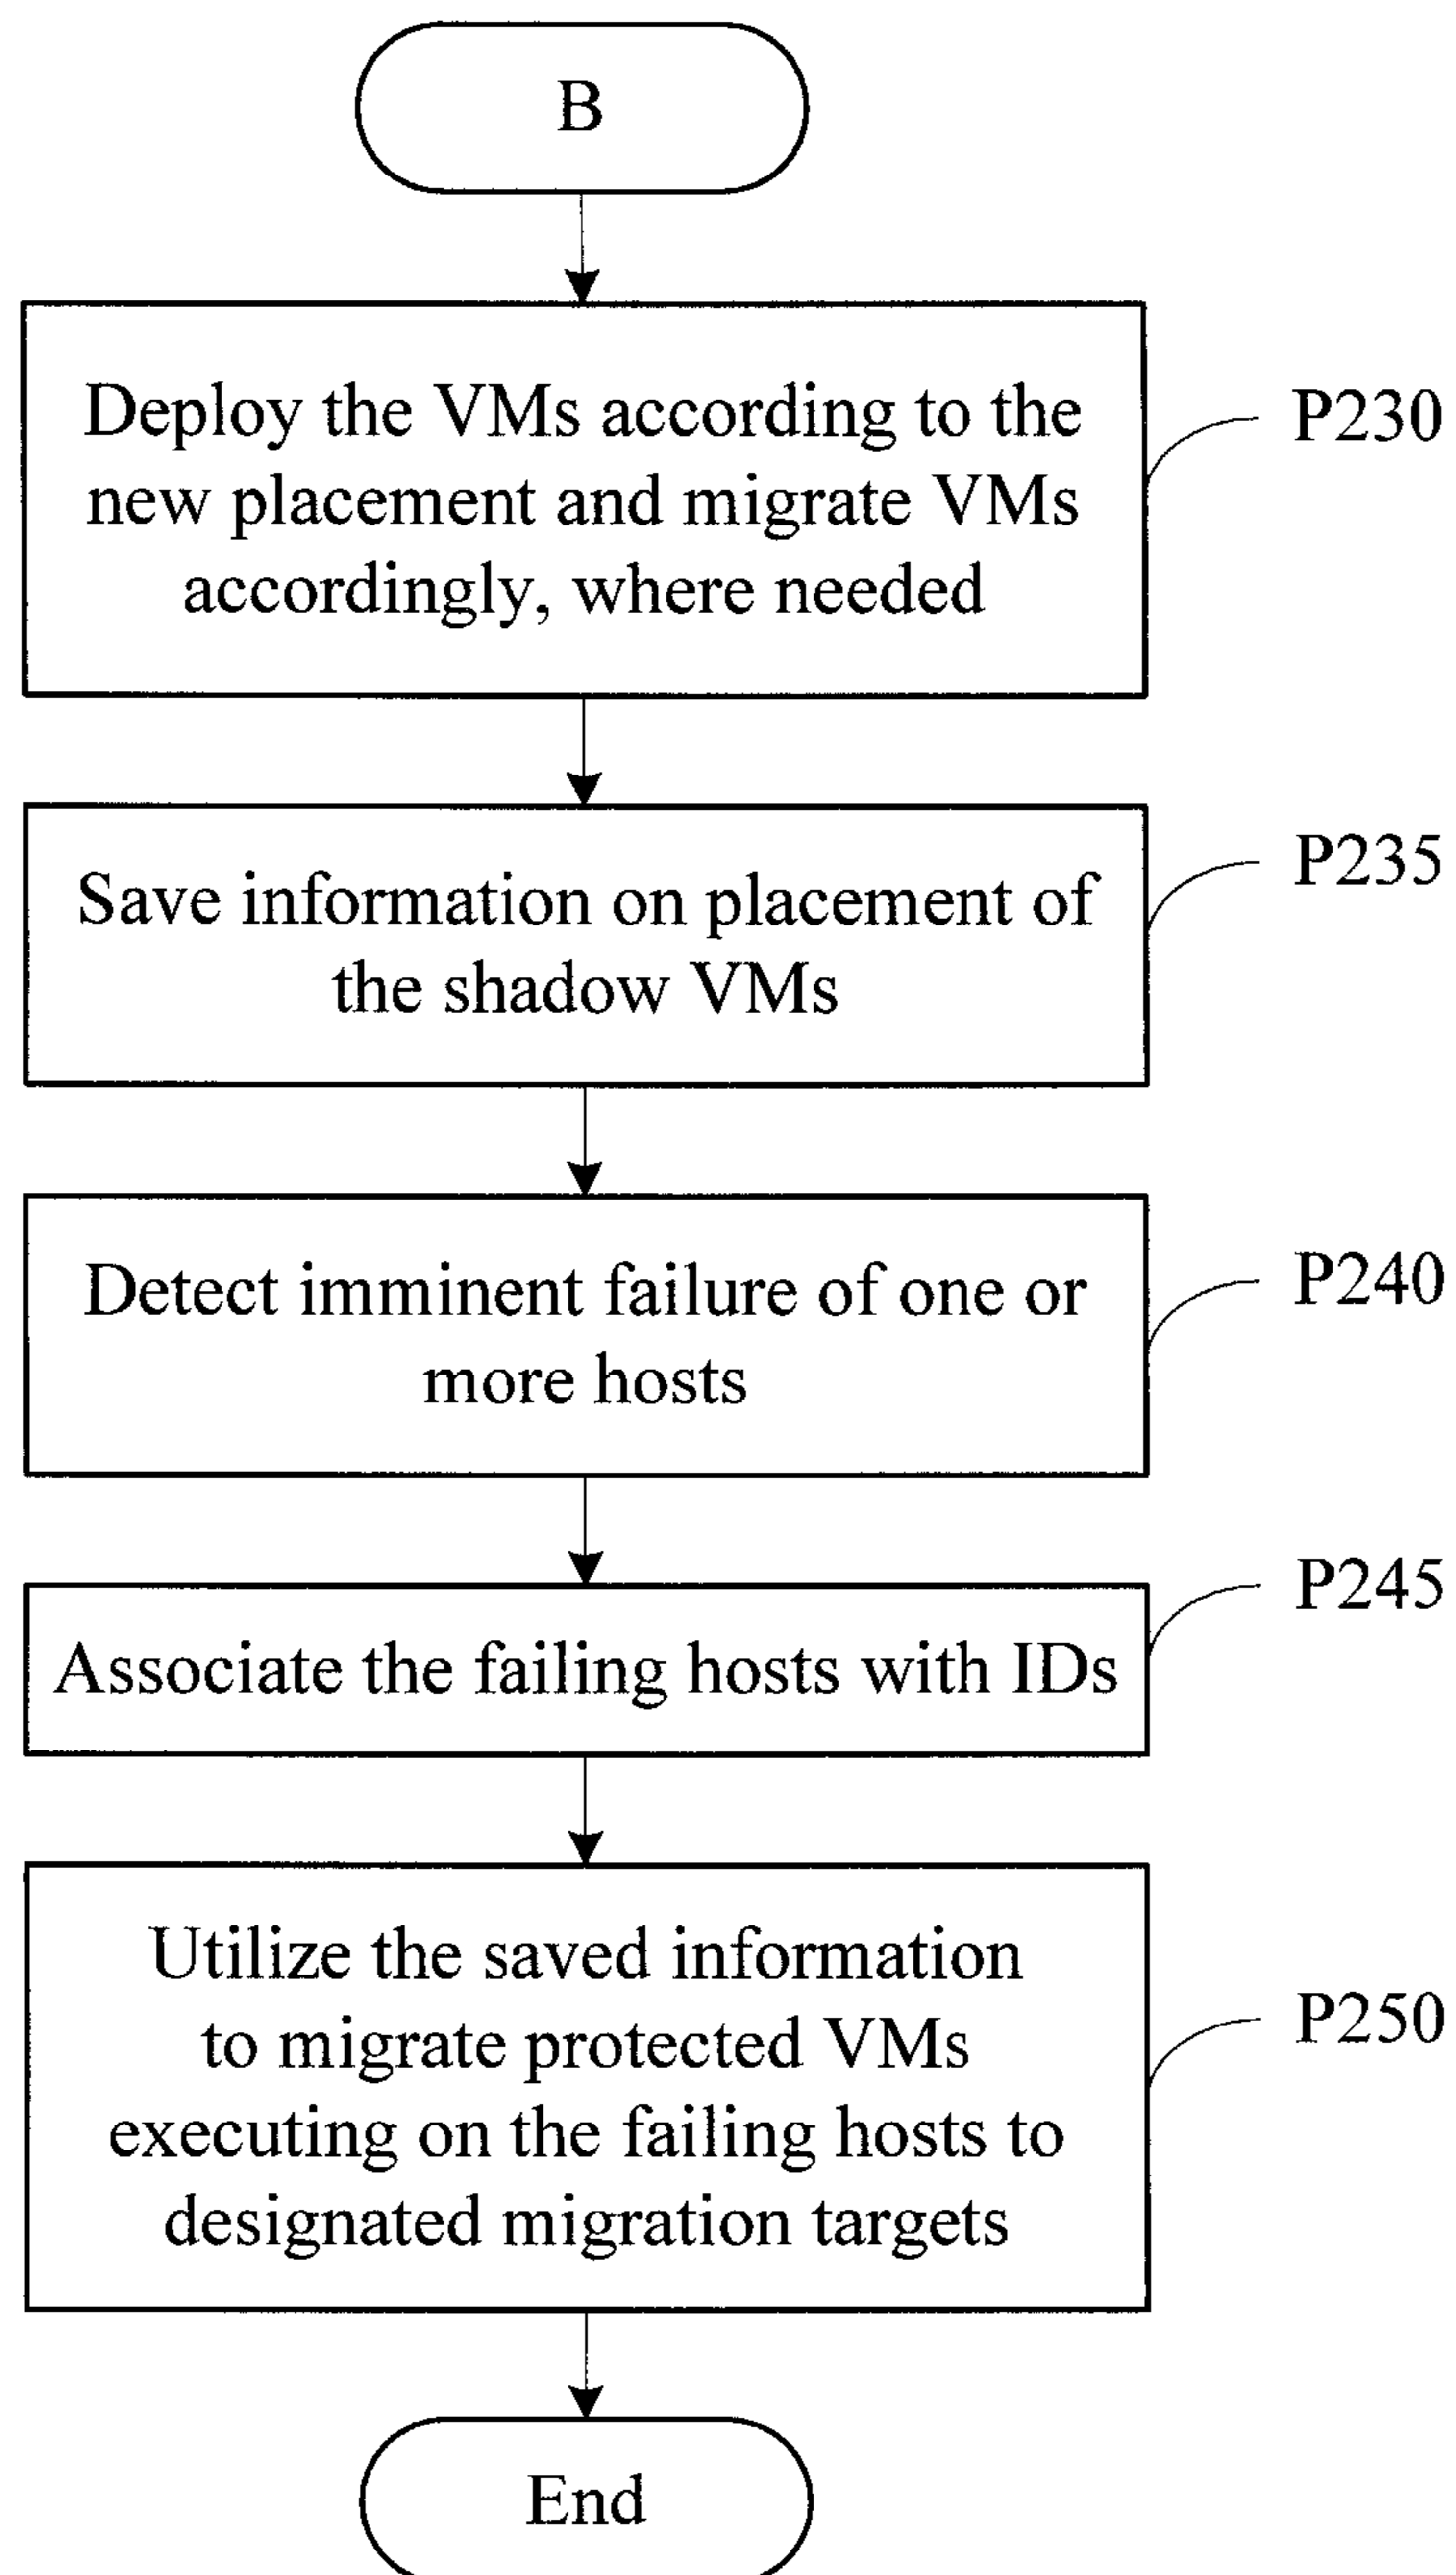 B
Deploy the VMs according to the
new placement and migrate VMs
accordingly, where needed
P230
Save information on placement of
the shadow VMs
P235
Detect imminent failure of one or
more hosts
P240
Associate the failing hosts with IDs
P245
Utilize the saved information
to migrate protected VMs
executing on the failing hosts to
designated migration targets
P250
End